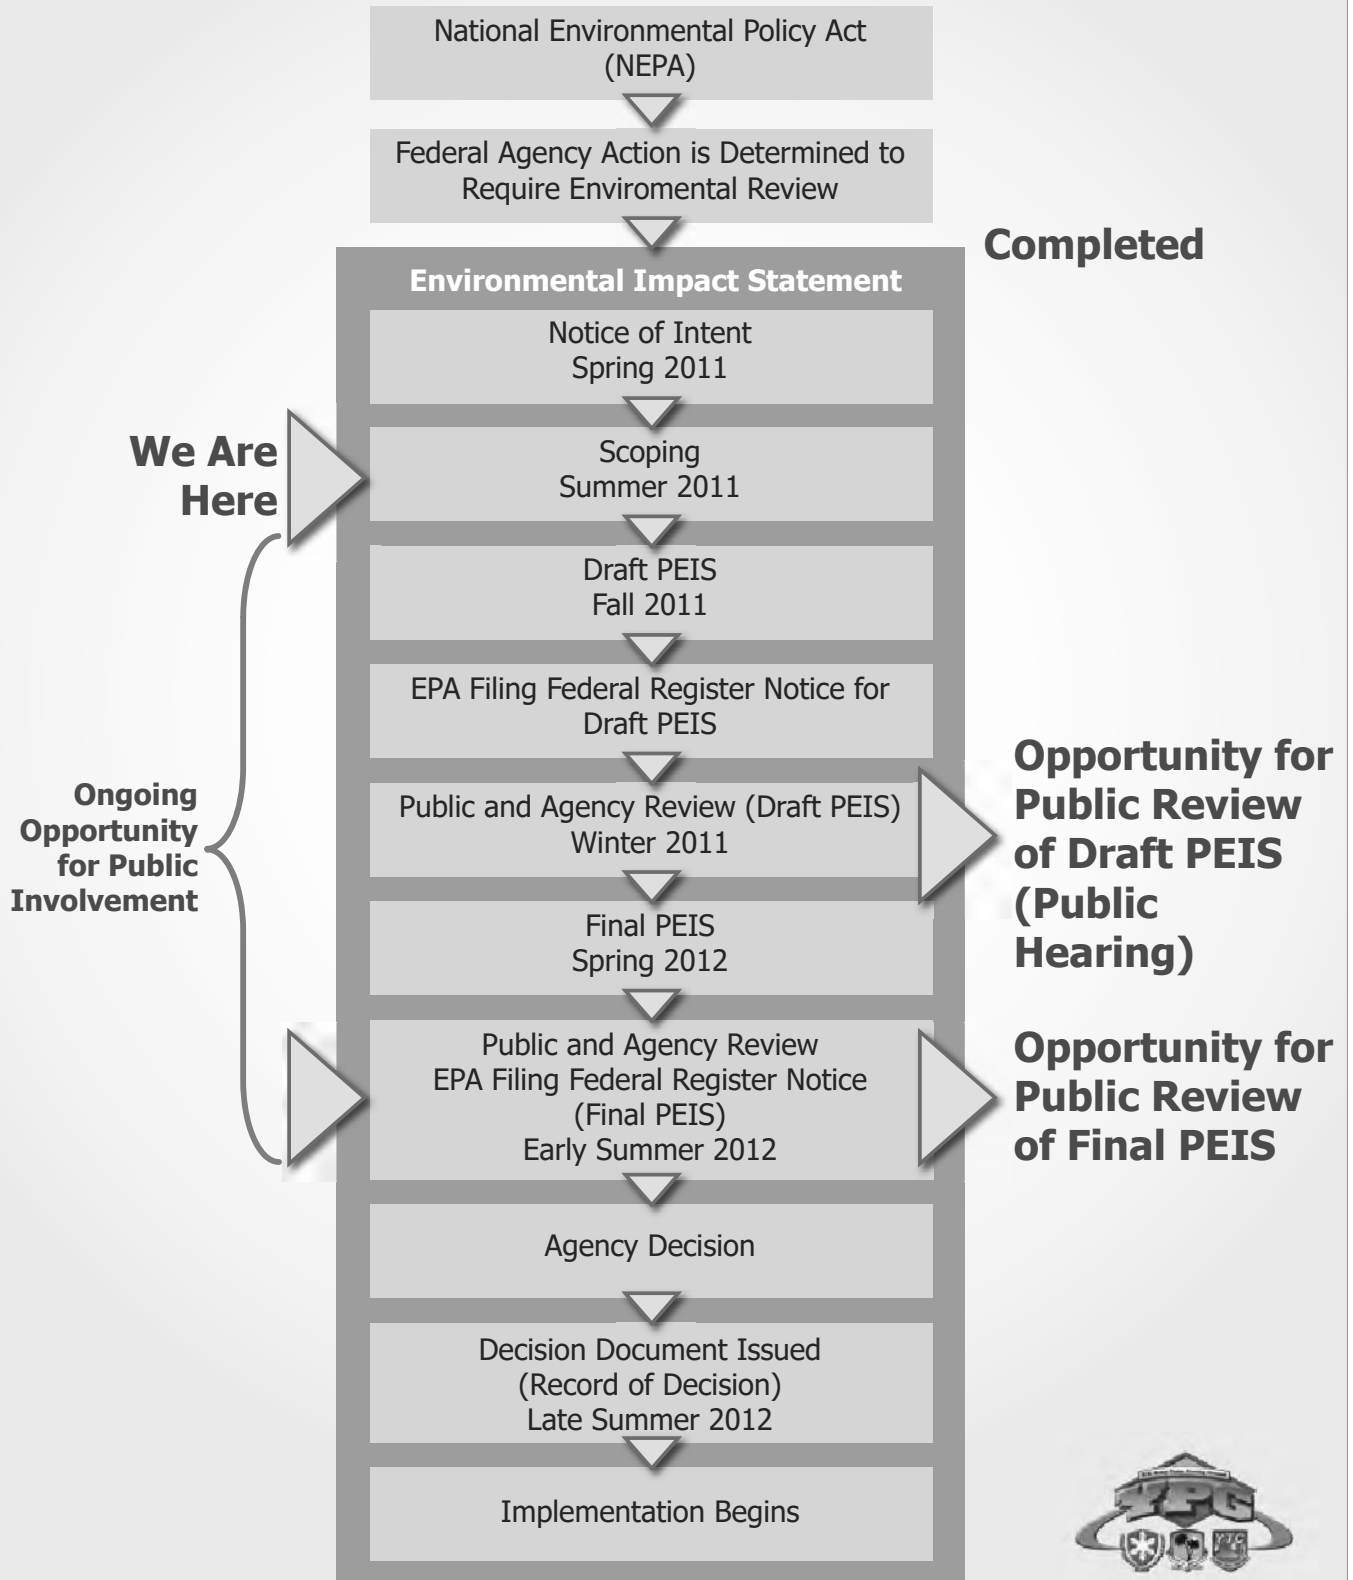 National Environmental Policy Act
(NEPA)
Federal Agency Action is Determined to
Require Enviromental Review
Completed
Environmental Impact Statement
Notice of Intent
Spring 2011
We Are
Here
Scoping
Summer 2011
Draft PEIS
Fall 2011
EPA Filing Federal Register Notice for
Draft PEIS
Ongoing
Opportunity
for Public
Involvement
Public and Agency Review (Draft PEIS)
Winter 2011
Opportunity for
Public Review
of Draft PEIS
(Public
Hearing)
Final PEIS
Spring 2012
Public and Agency Review
EPA Filing Federal Register Notice
(Final PEIS)
Early Summer 2012
Opportunity for
Public Review
of Final PEIS
Agency Decision
Decision Document Issued
(Record of Decision)
Late Summer 2012
Implementation Begins
YPG
YTC